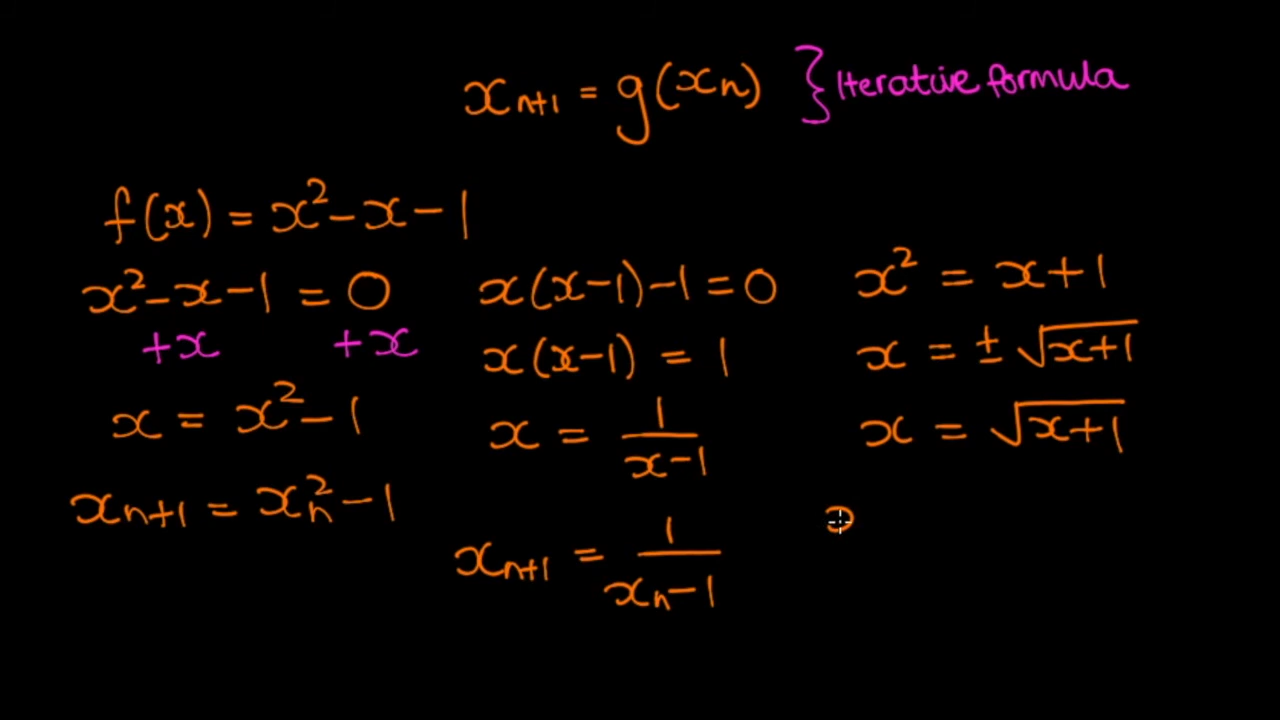 xₙ₊₁ = g(xₙ) } Iterative formula
f(x) = x² - x - 1
x² - x - 1 = 0
+x +x
x = x² - 1
xₙ₊₁ = xₙ² - 1
x(x-1) - 1 = 0
x(x-1) = 1
x = 1/(x-1)
xₙ₊₁ = 1/(xₙ-1)
x² = x+1
x = ± √(x+1)
x = √(x+1)